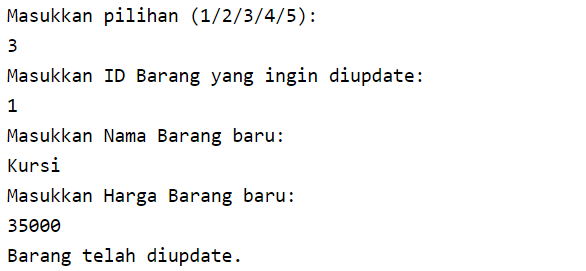 Masukkan pilihan (1/2/3/4/5):
3
Masukkan ID Barang yang ingin diupdate:
1
Masukkan Nama Barang baru:
Kursi
Masukkan Harga Barang baru:
35000
Barang telah diupdate.